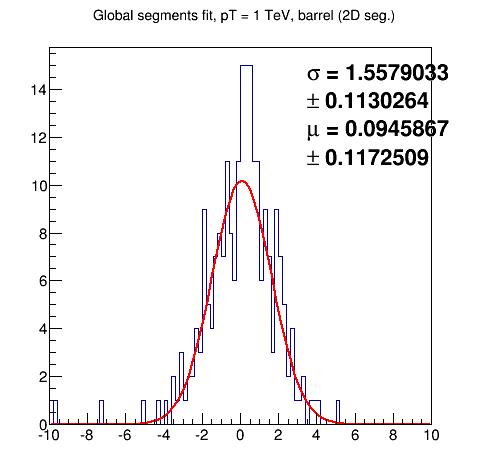 Global segments fit, pT = 1 TeV, barrel (2D seg.)
σ = 1.5579033
± 0.1130264
μ = 0.0945867
± 0.1172509
14
12
10
8
6
4
2
0
-10 -8 -6 -4 -2 0 2 4 6 8 10